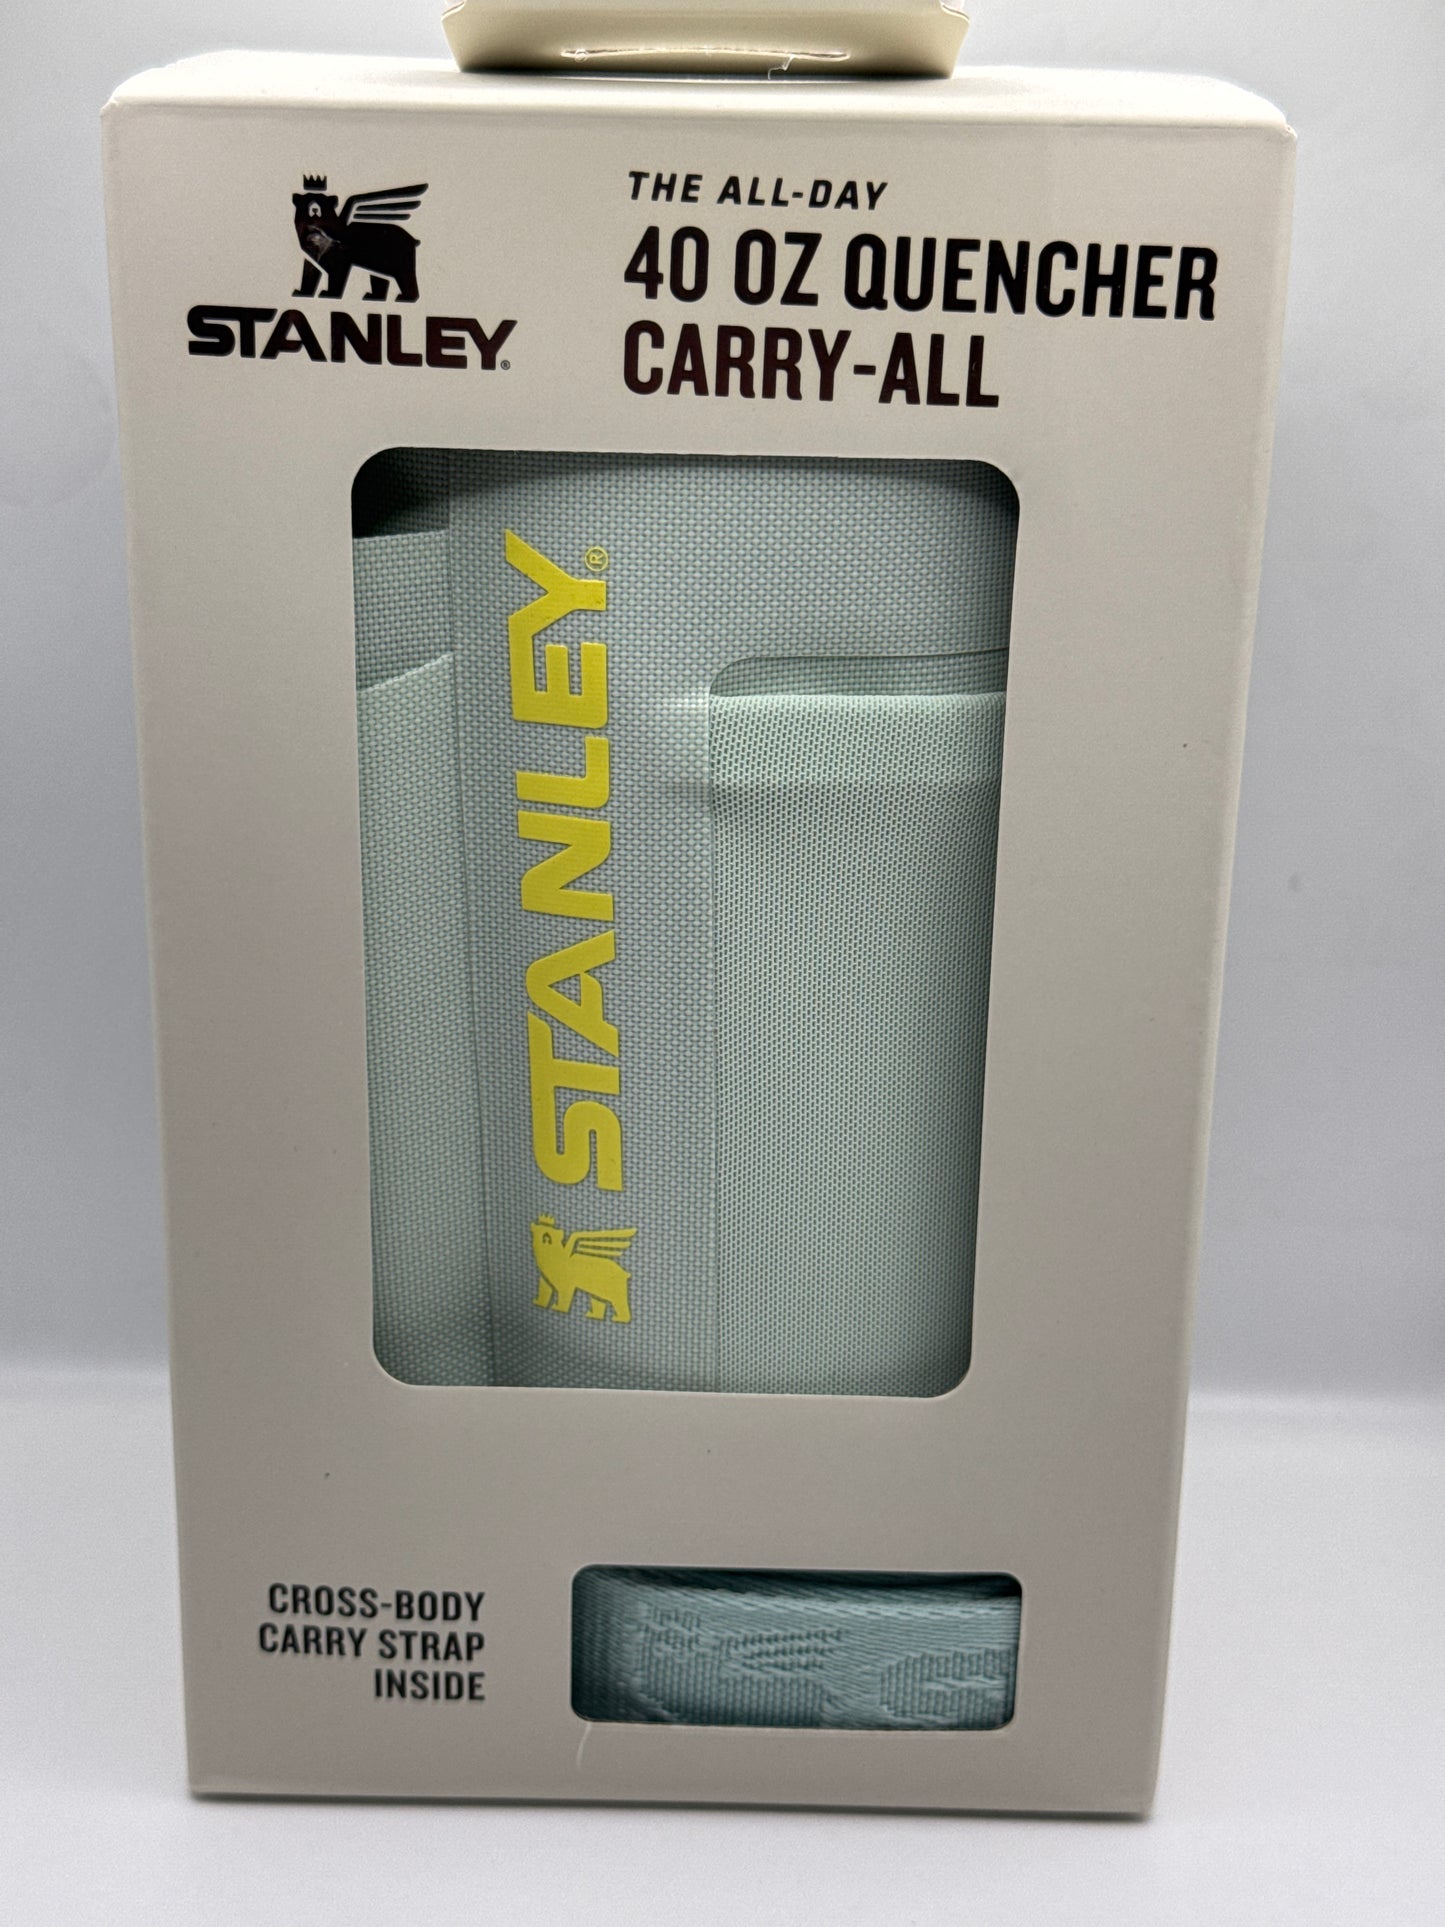 STANLEY®
THE ALL-DAY
40 OZ QUENCHER
CARRY-ALL
STANLEY®
CROSS-BODY
CARRY STRAP
INSIDE